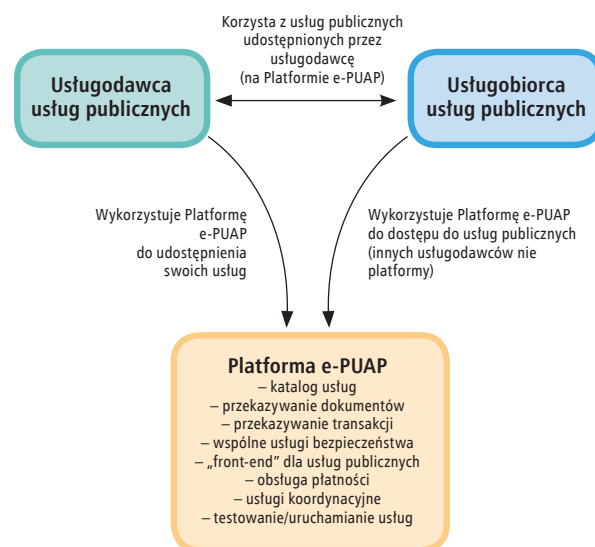 Korzysta z usług publicznych
udostępnionych przez
usługodawcę
(na Platformie e-PUAP)
Usługodawca
usług publicznych
Usługobiorca
usług publicznych
Wykorzystuje Platformę
e-PUAP
do udostępnienia
swoich usług
Wykorzystuje Platformę e-PUAP
do dostępu do usług publicznych
(innych usługodawców nie
platformy)
Platforma e-PUAP
– katalog usług
– przekazywanie dokumentów
– przekazywanie transakcji
– wspólne usługi bezpieczeństwa
– „front-end” dla usług publicznych
– obsługa płatności
– usługi koordynacyjne
– testowanie/uruchamianie usług